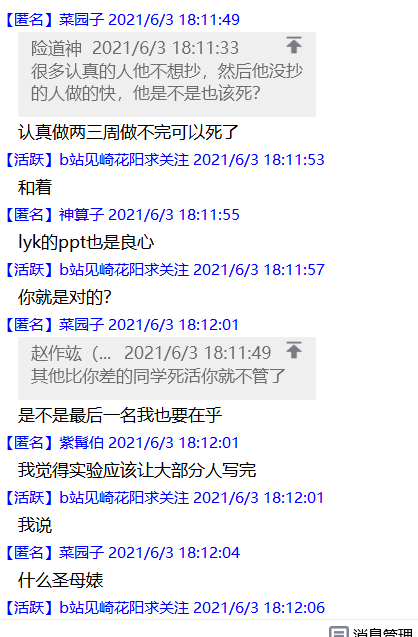 【匿名】菜园子 2021/6/3 18:11:49
险道神 2021/6/3 18:11:33
很多认真的人他不想抄，然后他没抄
的人做的快，他是不是也该死？
认真做两三周做不完可以死了
【活跃】b站见崎花阳求关注 2021/6/3 18:11:53
和着
【匿名】神算子 2021/6/3 18:11:55
lyk的ppt也是良心
【活跃】b站见崎花阳求关注 2021/6/3 18:11:57
你就是对的？
【匿名】菜园子 2021/6/3 18:12:01
赵作竑（... 2021/6/3 18:11:49
其他比你差的同学死活你就不管了
是不是最后一名我也要在乎
【匿名】紫髯伯 2021/6/3 18:12:01
我觉得实验应该让大部分人写完
【活跃】b站见崎花阳求关注 2021/6/3 18:12:01
我说
【匿名】菜园子 2021/6/3 18:12:04
什么圣母婊
【活跃】b站见崎花阳求关注 2021/6/3 18:12:06
消息管理